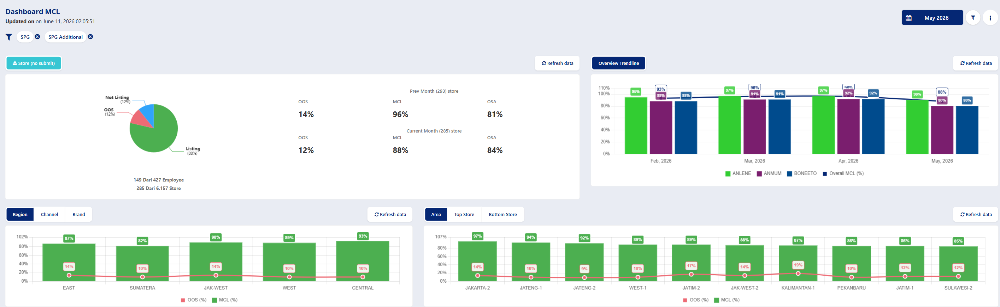 Dashboard MCL
Updated on on June 11, 2026 02:05:51
May 2026
SPG
SPG Additional
Store (no submit)
Refresh data
Not Listing
(12%)
OOS
(12%)
Listing
(88%)
149 Dari 427 Employee
285 Dari 6.157 Store
Prev Month (293) store
OOS MCL OSA
14% 96% 81%
Current Month (285) store
OOS MCL OSA
12% 88% 84%
Overview Trendline
Refresh data
110%
100%
80%
60%
40%
20%
0%
95% 93% 88% 88%
97% 96% 91% 91%
97% 96% 92% 92%
90% 88% 80% 80%
Feb, 2026 Mar, 2026 Apr, 2026 May, 2026
ANLENE ANMUM BONEETO Overall MCL (%)
Region Channel Brand
Refresh data
102%
80%
60%
40%
20%
0%
87% 82% 90% 89% 93%
14% 10% 14% 10% 10%
EAST SUMATERA JAK-WEST WEST CENTRAL
OOS (%) MCL (%)
Area Top Store Bottom Store
Refresh data
107%
80%
60%
40%
20%
0%
97% 94% 92% 89% 89% 88% 87% 86% 86% 85%
14% 10% 9% 10% 17% 14% 19% 10% 12% 12%
JAKARTA-2 JATENG-1 JATENG-2 WEST-1 JATIM-2 JAK-WEST-2 KALIMANTAN-1 PEKANBARU JATIM-1 SULAWESI-2
OOS (%) MCL (%)